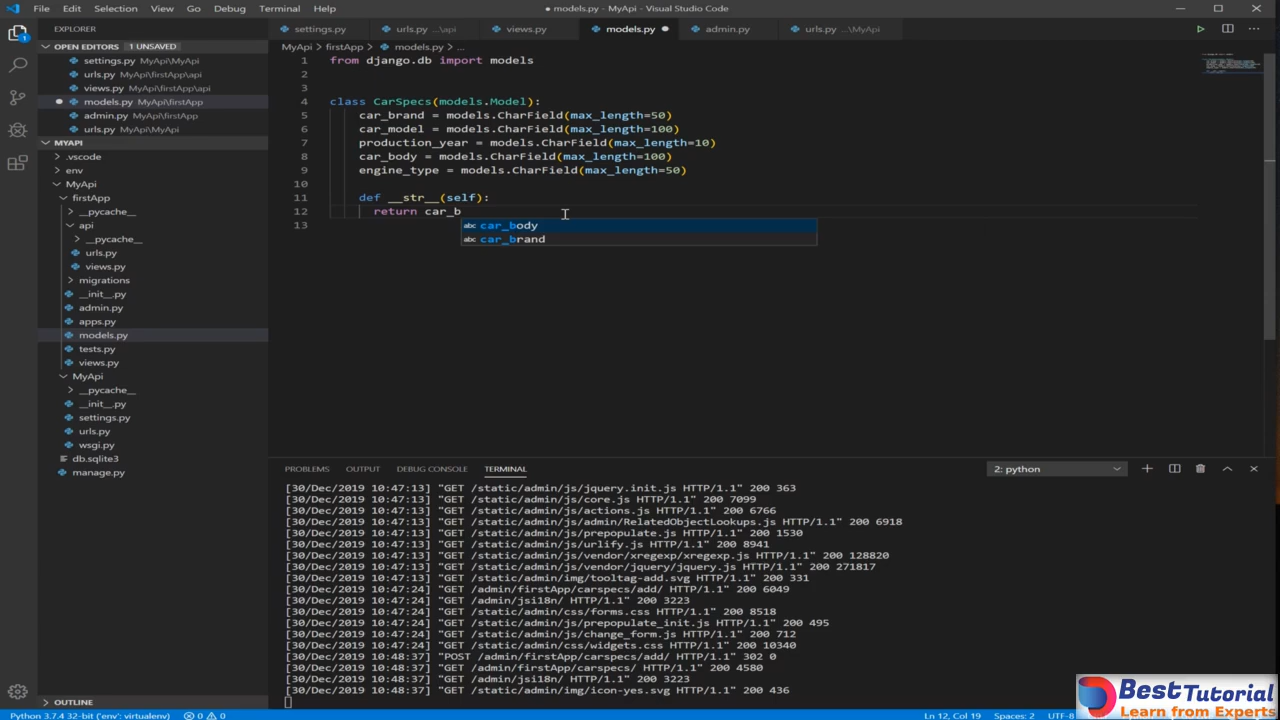 File Edit Selection View Go Debug Terminal Help
● models.py - MyApi - Visual Studio Code
EXPLORER
settings.py
urls.py ...\api
views.py
models.py
admin.py
urls.py ...\MyApi
OPEN EDITORS 1 UNSAVED
settings.py MyApi\MyApi
urls.py MyApi\firstApp\api
views.py MyApi\firstApp\api
models.py MyApi\firstApp
admin.py MyApi\firstApp
urls.py MyApi\MyApi
MYAPI
.vscode
env
MyApi
firstApp
__pycache__
api
__pycache__
urls.py
views.py
migrations
__init__.py
admin.py
apps.py
models.py
tests.py
views.py
MyApi
__pycache__
__init__.py
settings.py
urls.py
wsgi.py
db.sqlite3
manage.py
OUTLINE
MyApi > firstApp > models.py > ...
1 from django.db import models
2
3
4 class CarSpecs(models.Model):
5 car_brand = models.CharField(max_length=50)
6 car_model = models.CharField(max_length=100)
7 production_year = models.CharField(max_length=10)
8 car_body = models.CharField(max_length=100)
9 engine_type = models.CharField(max_length=50)
10
11 def __str__(self):
12 return car_b
13
abc car_body
abc car_brand
PROBLEMS OUTPUT DEBUG CONSOLE TERMINAL
2: python
[30/Dec/2019 10:47:13] "GET /static/admin/js/jquery.init.js HTTP/1.1" 200 363
[30/Dec/2019 10:47:13] "GET /static/admin/js/core.js HTTP/1.1" 200 7099
[30/Dec/2019 10:47:13] "GET /static/admin/js/actions.js HTTP/1.1" 200 6766
[30/Dec/2019 10:47:13] "GET /static/admin/js/admin/RelatedObjectLookups.js HTTP/1.1" 200 6918
[30/Dec/2019 10:47:13] "GET /static/admin/js/prepopulate.js HTTP/1.1" 200 1530
[30/Dec/2019 10:47:13] "GET /static/admin/js/urlify.js HTTP/1.1" 200 8941
[30/Dec/2019 10:47:13] "GET /static/admin/js/vendor/xregexp/xregexp.js HTTP/1.1" 200 128820
[30/Dec/2019 10:47:13] "GET /static/admin/js/vendor/jquery/jquery.js HTTP/1.1" 200 271817
[30/Dec/2019 10:47:13] "GET /static/admin/img/tooltag-add.svg HTTP/1.1" 200 331
[30/Dec/2019 10:47:24] "GET /admin/firstApp/carspecs/add/ HTTP/1.1" 200 6049
[30/Dec/2019 10:47:24] "GET /admin/jsi18n/ HTTP/1.1" 200 3223
[30/Dec/2019 10:47:24] "GET /static/admin/css/forms.css HTTP/1.1" 200 8518
[30/Dec/2019 10:47:24] "GET /static/admin/js/prepopulate_init.js HTTP/1.1" 200 495
[30/Dec/2019 10:47:24] "GET /static/admin/js/change_form.js HTTP/1.1" 200 712
[30/Dec/2019 10:47:24] "GET /static/admin/css/widgets.css HTTP/1.1" 200 10340
[30/Dec/2019 10:48:37] "POST /admin/firstApp/carspecs/add/ HTTP/1.1" 302 0
[30/Dec/2019 10:48:37] "GET /admin/firstApp/carspecs/ HTTP/1.1" 200 4580
[30/Dec/2019 10:48:37] "GET /admin/jsi18n/ HTTP/1.1" 200 3223
[30/Dec/2019 10:48:37] "GET /static/admin/img/icon-yes.svg HTTP/1.1" 200 436
Python 3.7.4 32-bit ('env': virtualenv) 0 0
Ln 12, Col 19 Spaces: 2 UTF-8
BestTutorial
Learn from Experts